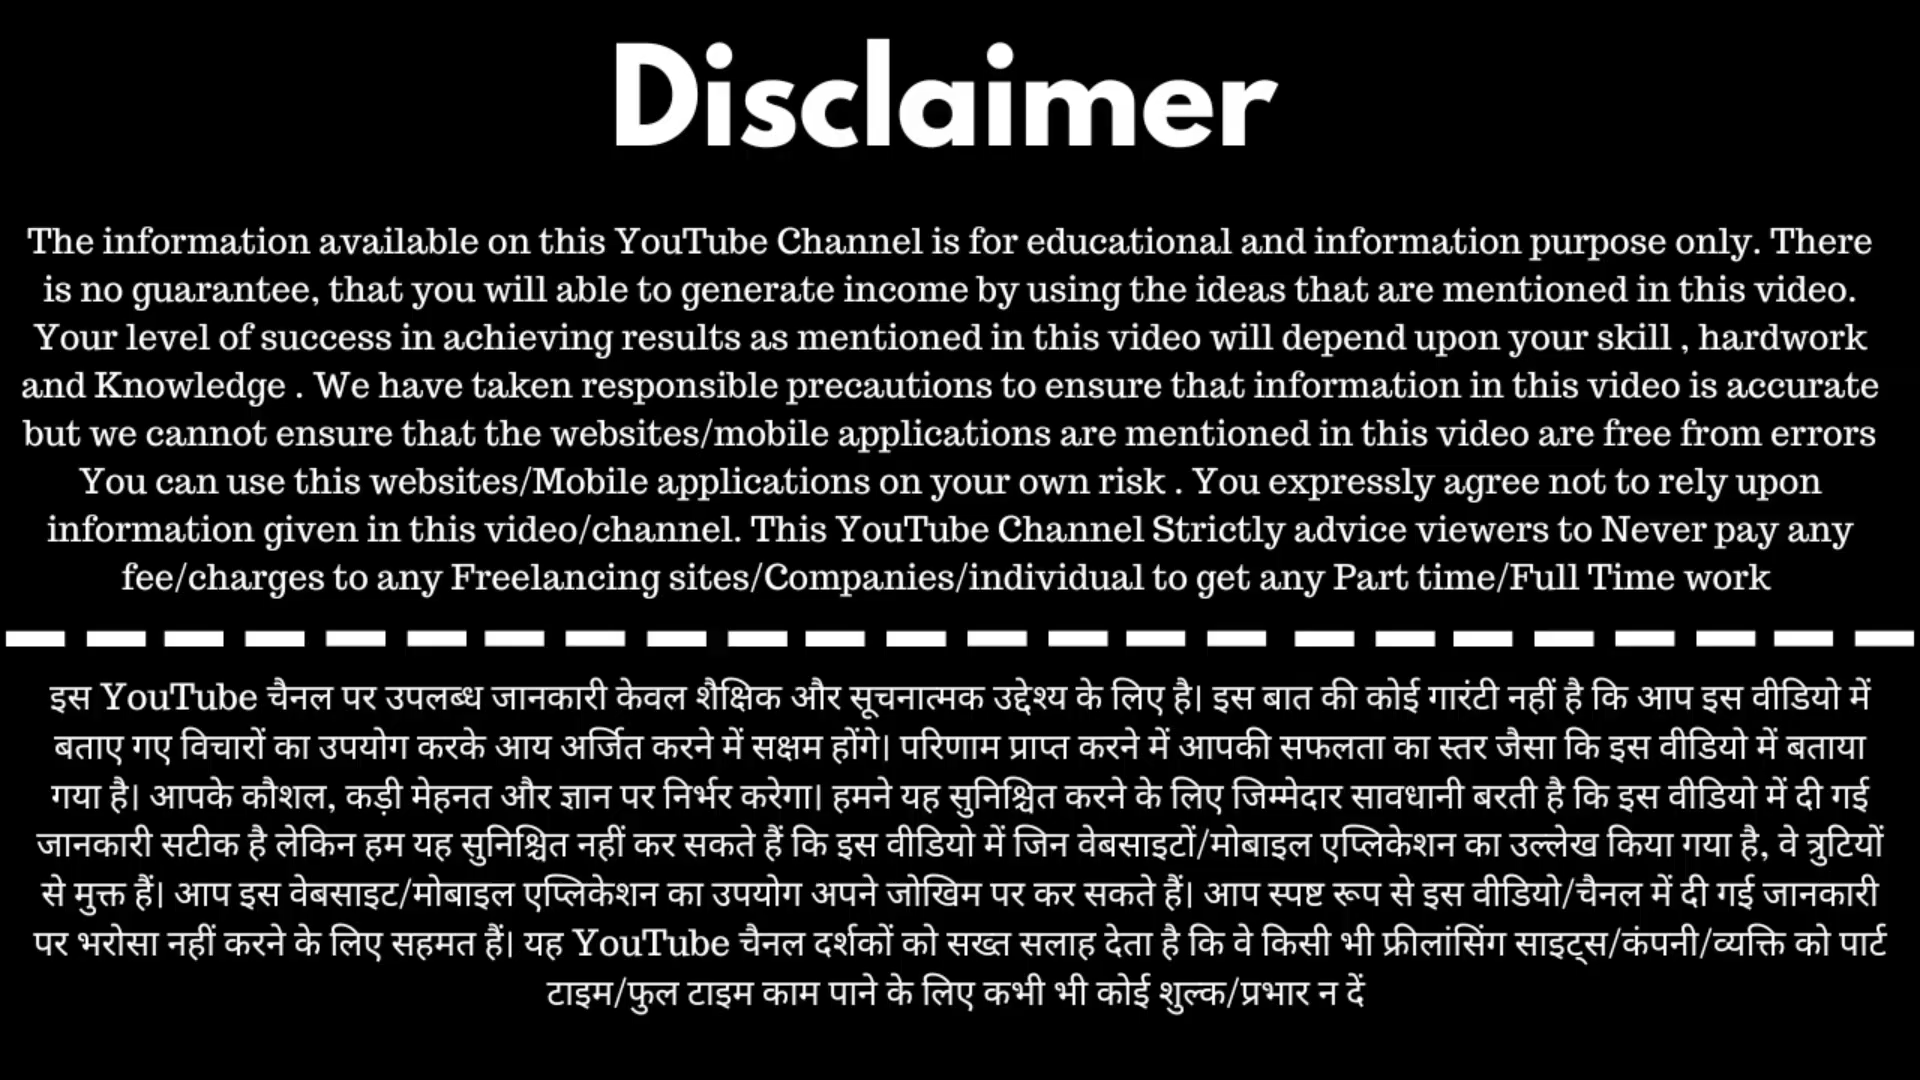 Disclaimer
The information available on this YouTube Channel is for educational and information purpose only. There
is no guarantee, that you will able to generate income by using the ideas that are mentioned in this video.
Your level of success in achieving results as mentioned in this video will depend upon your skill , hardwork
and Knowledge . We have taken responsible precautions to ensure that information in this video is accurate
but we cannot ensure that the websites/mobile applications are mentioned in this video are free from errors
You can use this websites/Mobile applications on your own risk . You expressly agree not to rely upon
information given in this video/channel. This YouTube Channel Strictly advice viewers to Never pay any
fee/charges to any Freelancing sites/Companies/individual to get any Part time/Full Time work
इस YouTube चैनल पर उपलब्ध जानकारी केवल शैक्षिक और सूचनात्मक उद्देश्य के लिए है। इस बात की कोई गारंटी नहीं है कि आप इस वीडियो में
बताए गए विचारों का उपयोग करके आय अर्जित करने में सक्षम होंगे। परिणाम प्राप्त करने में आपकी सफलता का स्तर जैसा कि इस वीडियो में बताया
गया है। आपके कौशल, कड़ी मेहनत और ज्ञान पर निर्भर करेगा। हमने यह सुनिश्चित करने के लिए जिम्मेदार सावधानी बरती है कि इस वीडियो में दी गई
जानकारी सटीक है लेकिन हम यह सुनिश्चित नहीं कर सकते हैं कि इस वीडियो में जिन वेबसाइटों/मोबाइल एप्लिकेशन का उल्लेख किया गया है, वे त्रुटियों
से मुक्त हैं। आप इस वेबसाइट/मोबाइल एप्लिकेशन का उपयोग अपने जोखिम पर कर सकते हैं। आप स्पष्ट रूप से इस वीडियो/चैनल में दी गई जानकारी
पर भरोसा नहीं करने के लिए सहमत हैं। यह YouTube चैनल दर्शकों को सख्त सलाह देता है कि वे किसी भी फ्रीलांसिंग साइट्स/कंपनी/व्यक्ति को पार्ट
टाइम/फुल टाइम काम पाने के लिए कभी भी कोई शुल्क/प्रभार न दें